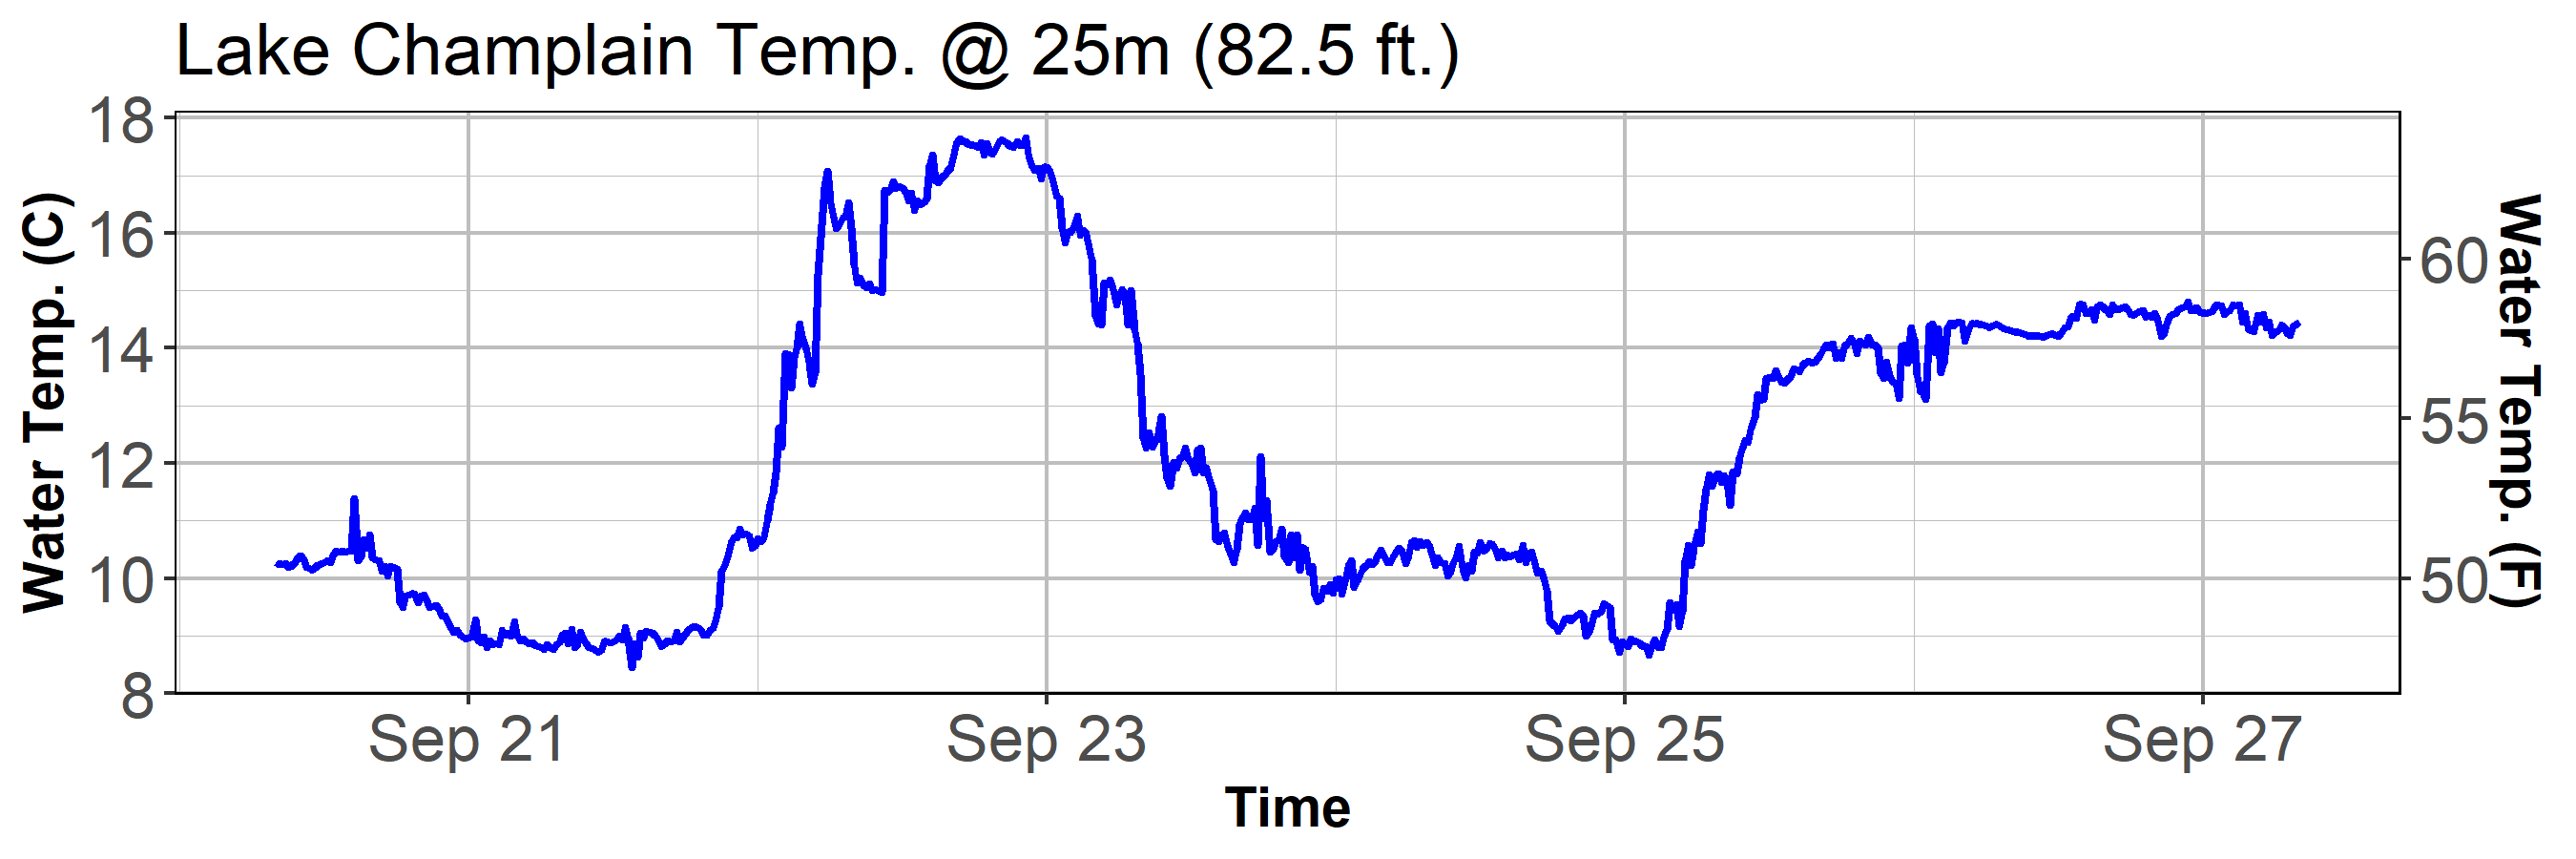 Lake Champlain Temp. @ 25m (82.5 ft.)
Water Temp. (C)
18
16
14
12
10
8
60
55
50
Water Temp. (F)
Sep 21
Sep 23
Sep 25
Sep 27
Time